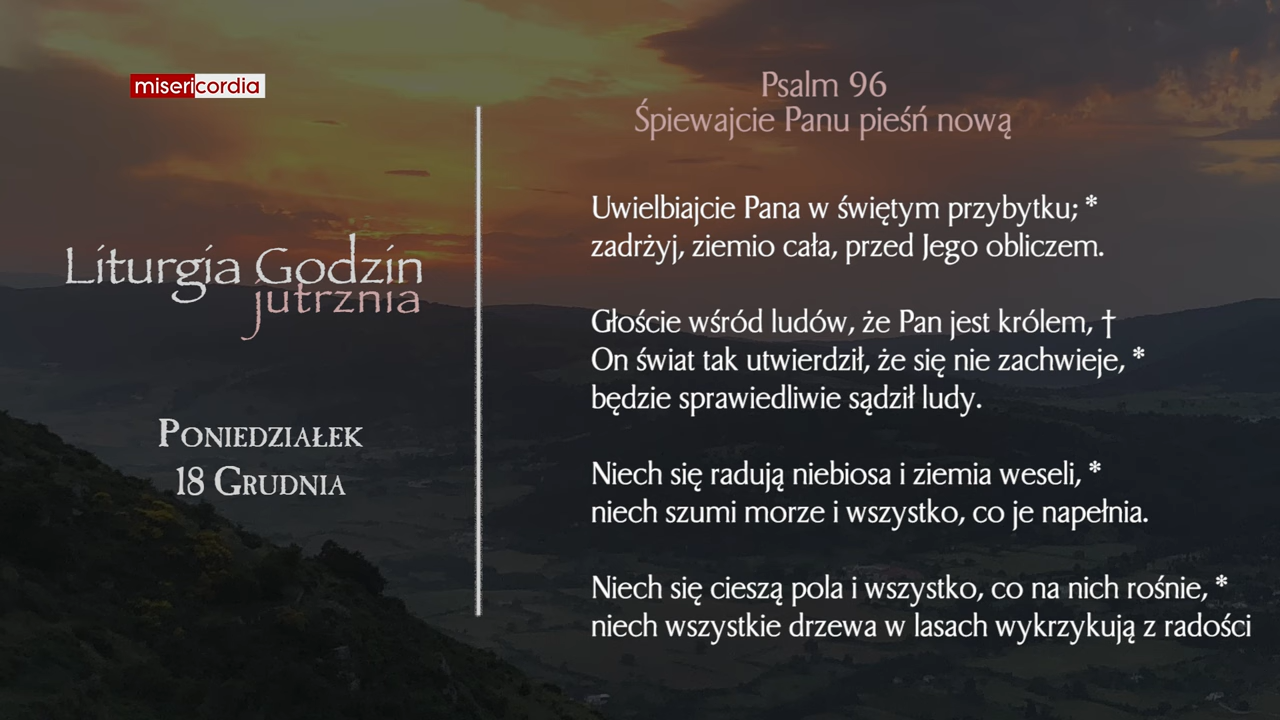 misericordia
Liturgia Godzin
jutrznia
Poniedziałek
18 Grudnia
Psalm 96
Śpiewajcie Panu pieśń nową
Uwielbiajcie Pana w świętym przybytku; *
zadrżyj, ziemio cała, przed Jego obliczem.
Głoście wśród ludów, że Pan jest królem, †
On świat tak utwierdził, że się nie zachwieje, *
będzie sprawiedliwie sądził ludy.
Niech się radują niebiosa i ziemia weseli, *
niech szumi morze i wszystko, co je napełnia.
Niech się cieszą pola i wszystko, co na nich rośnie, *
niech wszystkie drzewa w lasach wykrzykują z radości